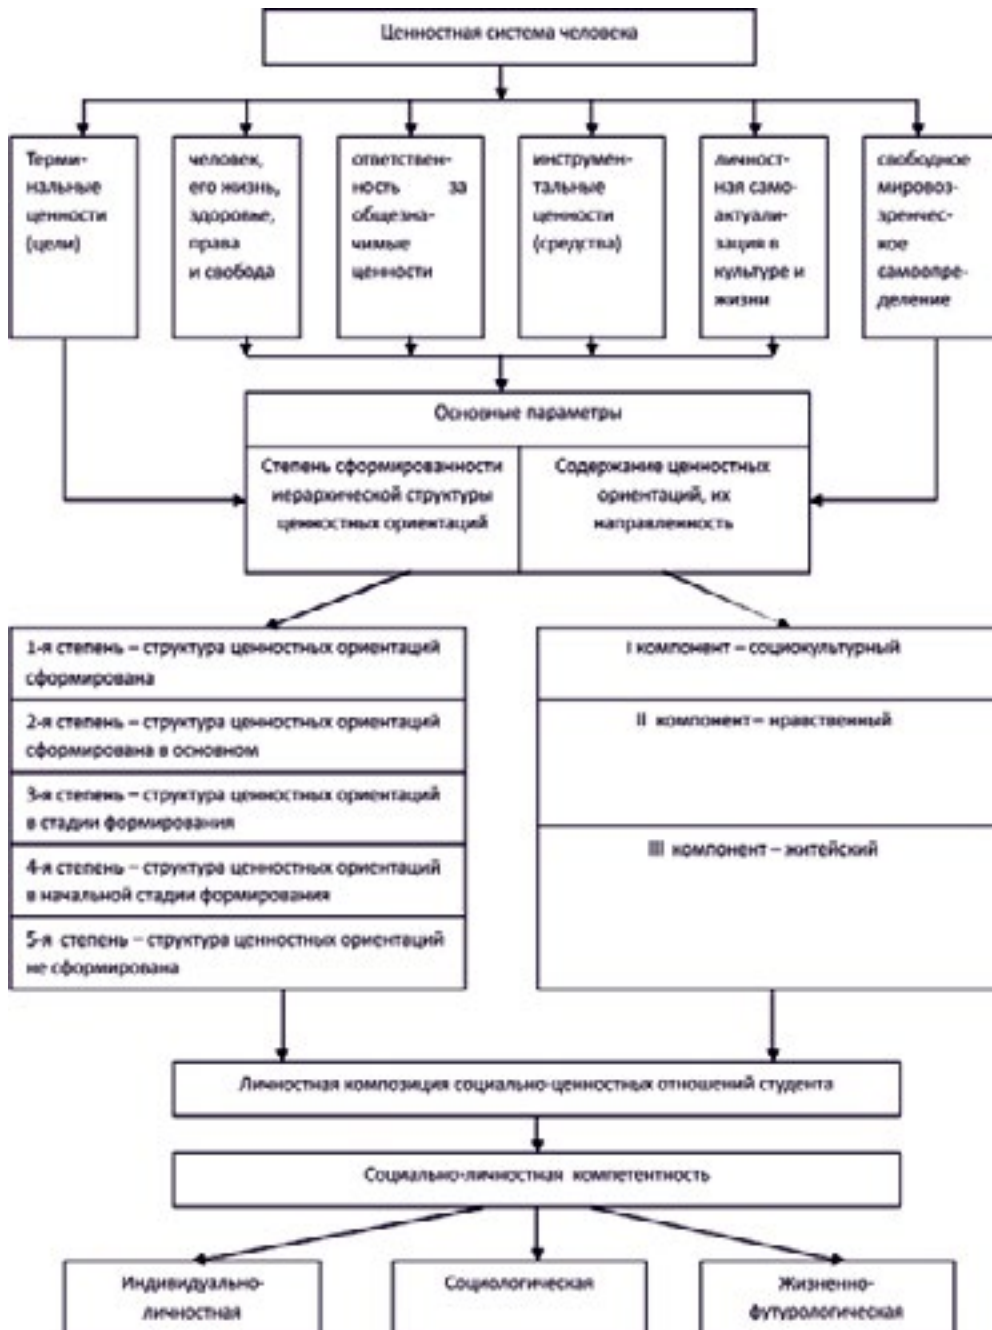 Ценностная система человека
Терми-
нальные
ценности
(цели)
человек,
его жизнь,
здоровье,
права
и свобода
ответствен-
ность за
общезна-
чимые
ценности
инструмен-
тальные
ценности
(средства)
личност-
ная само-
актуали-
зация в
культуре и
жизни
свободное
мировоз-
зренчес-
кое
самоопре-
деление
Основные параметры
Степень сформированности
иерархической структуры
ценностных ориентаций
Содержание ценностных
ориентаций, их
направленность
1-я степень – структура ценностных ориентаций
сформирована
2-я степень – структура ценностных ориентаций
сформирована в основном
3-я степень – структура ценностных ориентаций
в стадии формирования
4-я степень – структура ценностных ориентаций
в начальной стадии формирования
5-я степень – структура ценностных ориентаций
не сформирована
I компонент – социокультурный
II компонент – нравственный
III компонент – житейский
Личностная композиция социально-ценностных отношений студента
Социально-личностная компетентность
Индивидуально-
личностная
Социологическая
Жизненно-
футурологическая